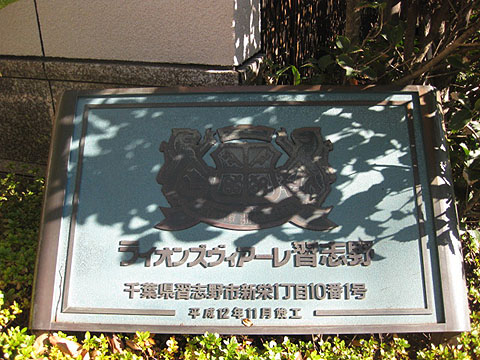 ライオンズヴィアーレ習志野
千葉県習志野市新栄1丁目10番1号
平成12年11月竣工